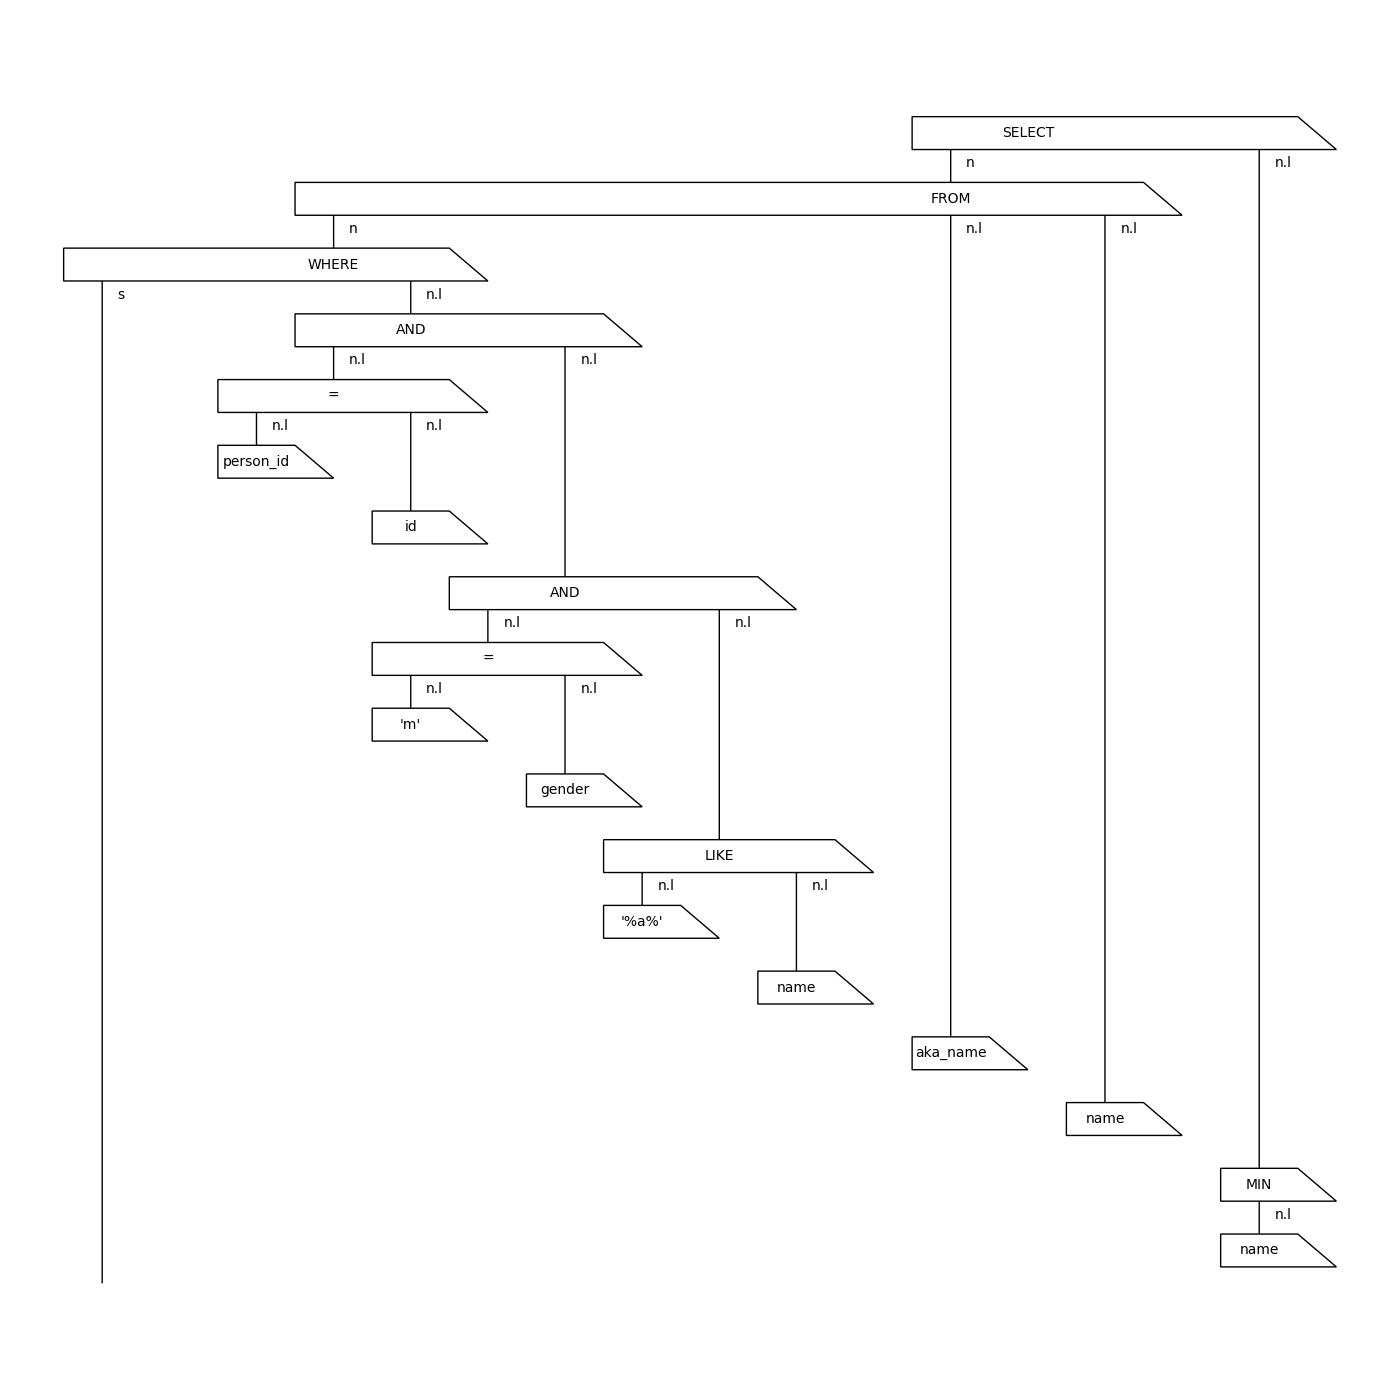 SELECT
n n.l
FROM
n n.l n.l
WHERE
s n.l
AND
n.l n.l
=
n.l n.l
person_id
id
AND
n.l n.l
=
n.l n.l
'm'
gender
LIKE
n.l n.l
'%a%'
name
aka_name
name
MIN
n.l
name